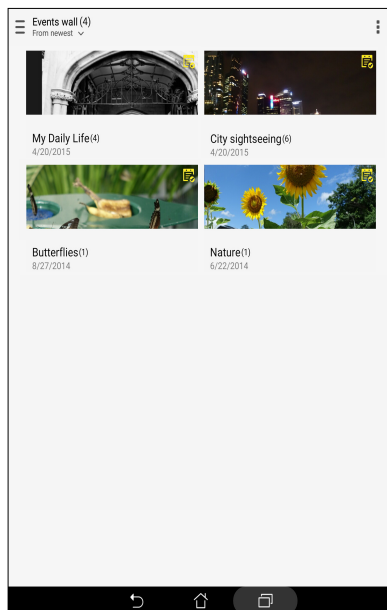 Events wall (4)
From newest
My Daily Life(4)
4/20/2015
City sightseeing(6)
4/20/2015
Butterflies(1)
8/27/2014
Nature(1)
6/22/2014